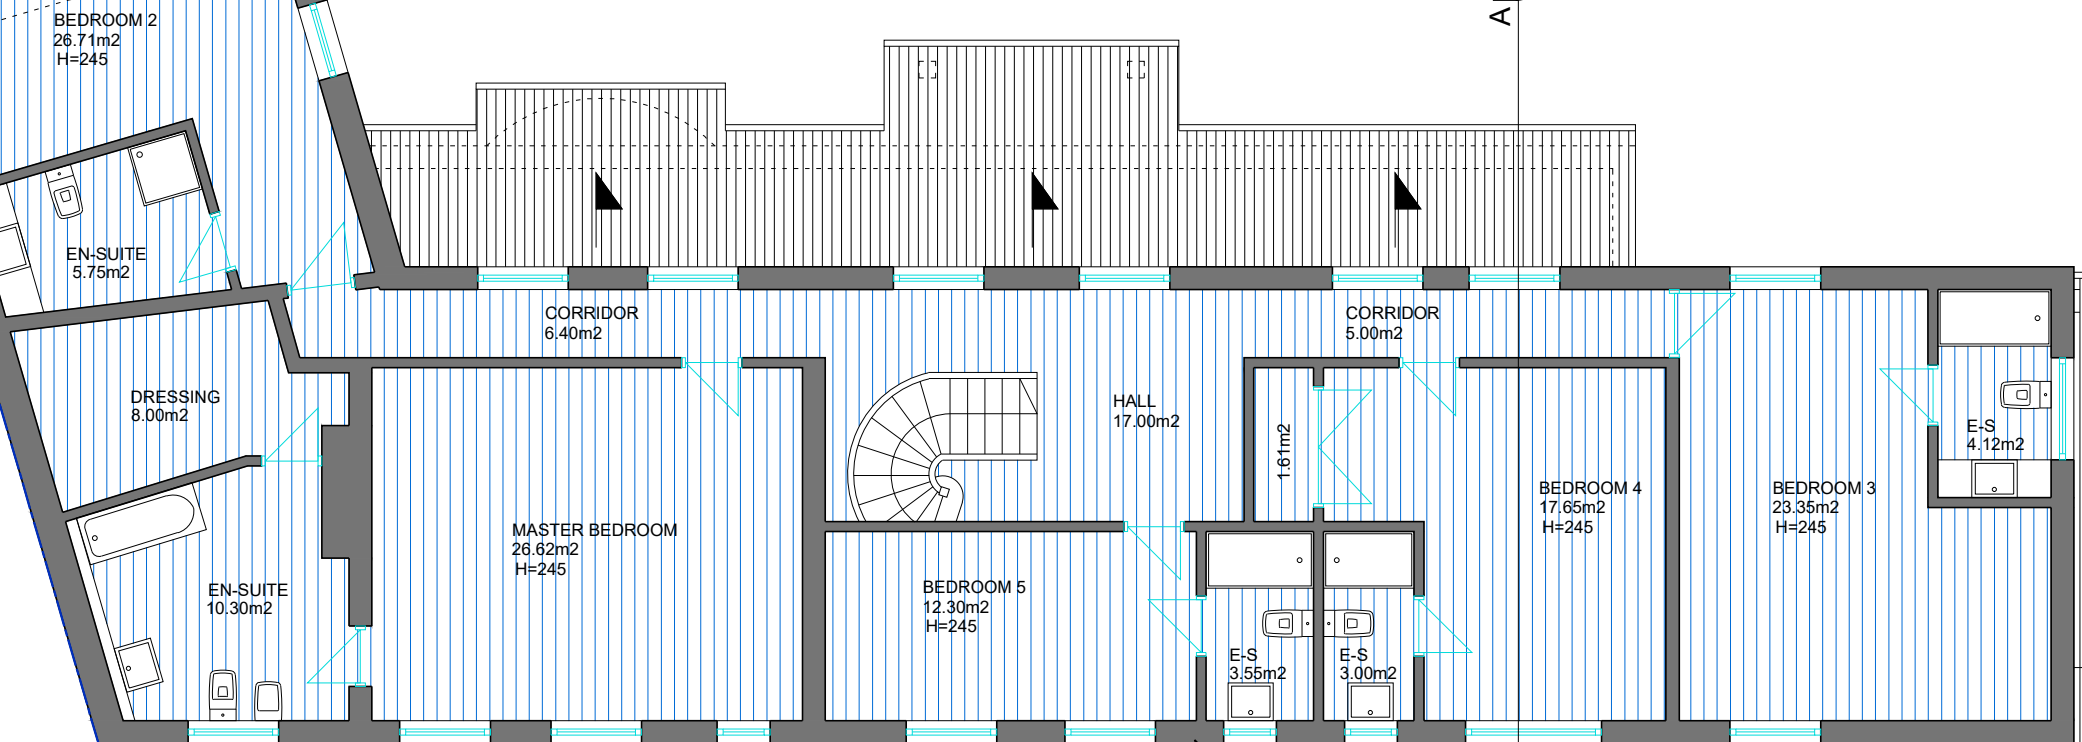 BEDROOM 2
26.71m2
H=245
A
EN-SUITE
5.75m2
CORRIDOR
6.40m2
CORRIDOR
5.00m2
DRESSING
8.00m2
HALL
17.00m2
1.61m2
E-S
4.12m2
MASTER BEDROOM
26.62m2
H=245
BEDROOM 4
17.65m2
H=245
BEDROOM 3
23.35m2
H=245
EN-SUITE
10.30m2
BEDROOM 5
12.30m2
H=245
E-S
3.55m2
E-S
3.00m2